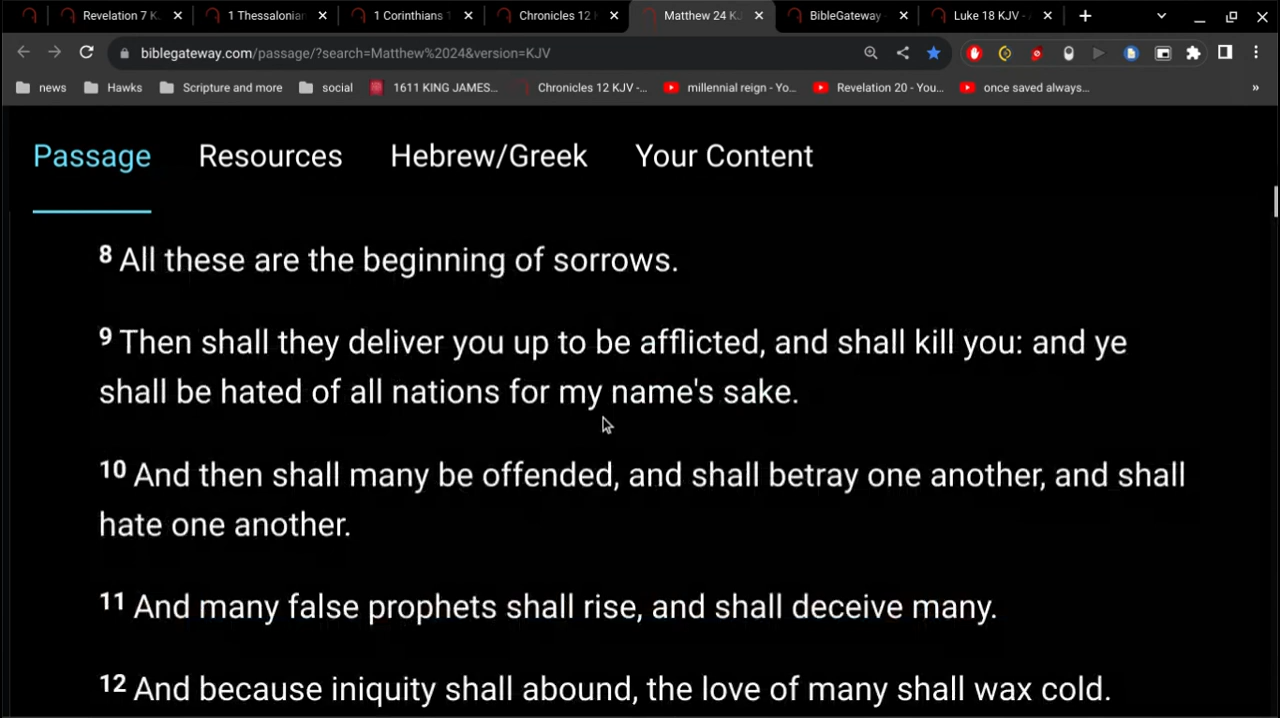 Revelation 7 K
1 Thessalonian
1 Corinthians 1
Chronicles 12
Matthew 24 KJ
BibleGateway
Luke 18 KJV -
biblegateway.com/passage/?search=Matthew%2024&version=KJV
news
Hawks
Scripture and more
social
1611 KING JAMES...
Chronicles 12 KJV -...
millennial reign - Yo...
Revelation 20 - You...
once saved always...
»
Passage
Resources
Hebrew/Greek
Your Content
8 All these are the beginning of sorrows.
9 Then shall they deliver you up to be afflicted, and shall kill you: and ye
shall be hated of all nations for my name's sake.
10 And then shall many be offended, and shall betray one another, and shall
hate one another.
11 And many false prophets shall rise, and shall deceive many.
12 And because iniquity shall abound, the love of many shall wax cold.